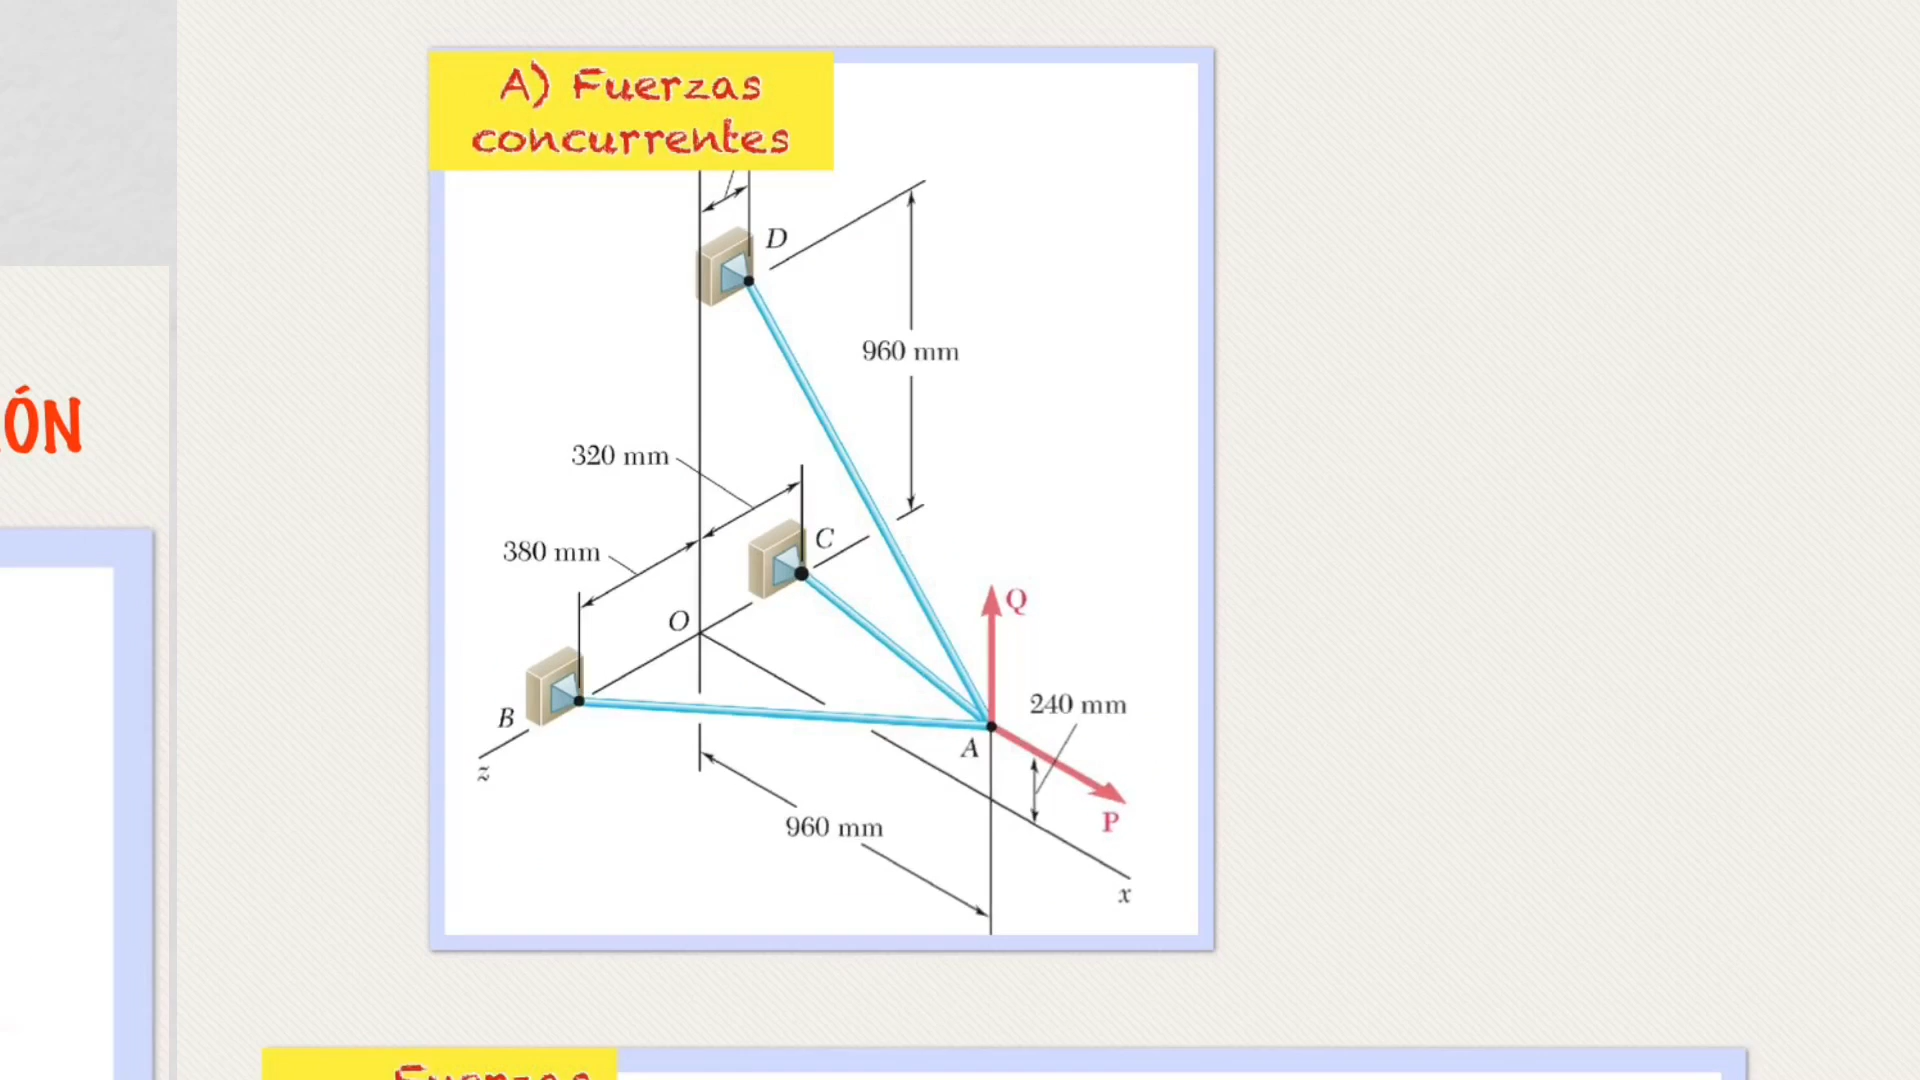 A) Fuerzas
concurrentes
D
960 mm
320 mm
C
380 mm
O
Q
B
240 mm
A
z
960 mm
P
x
ÓN